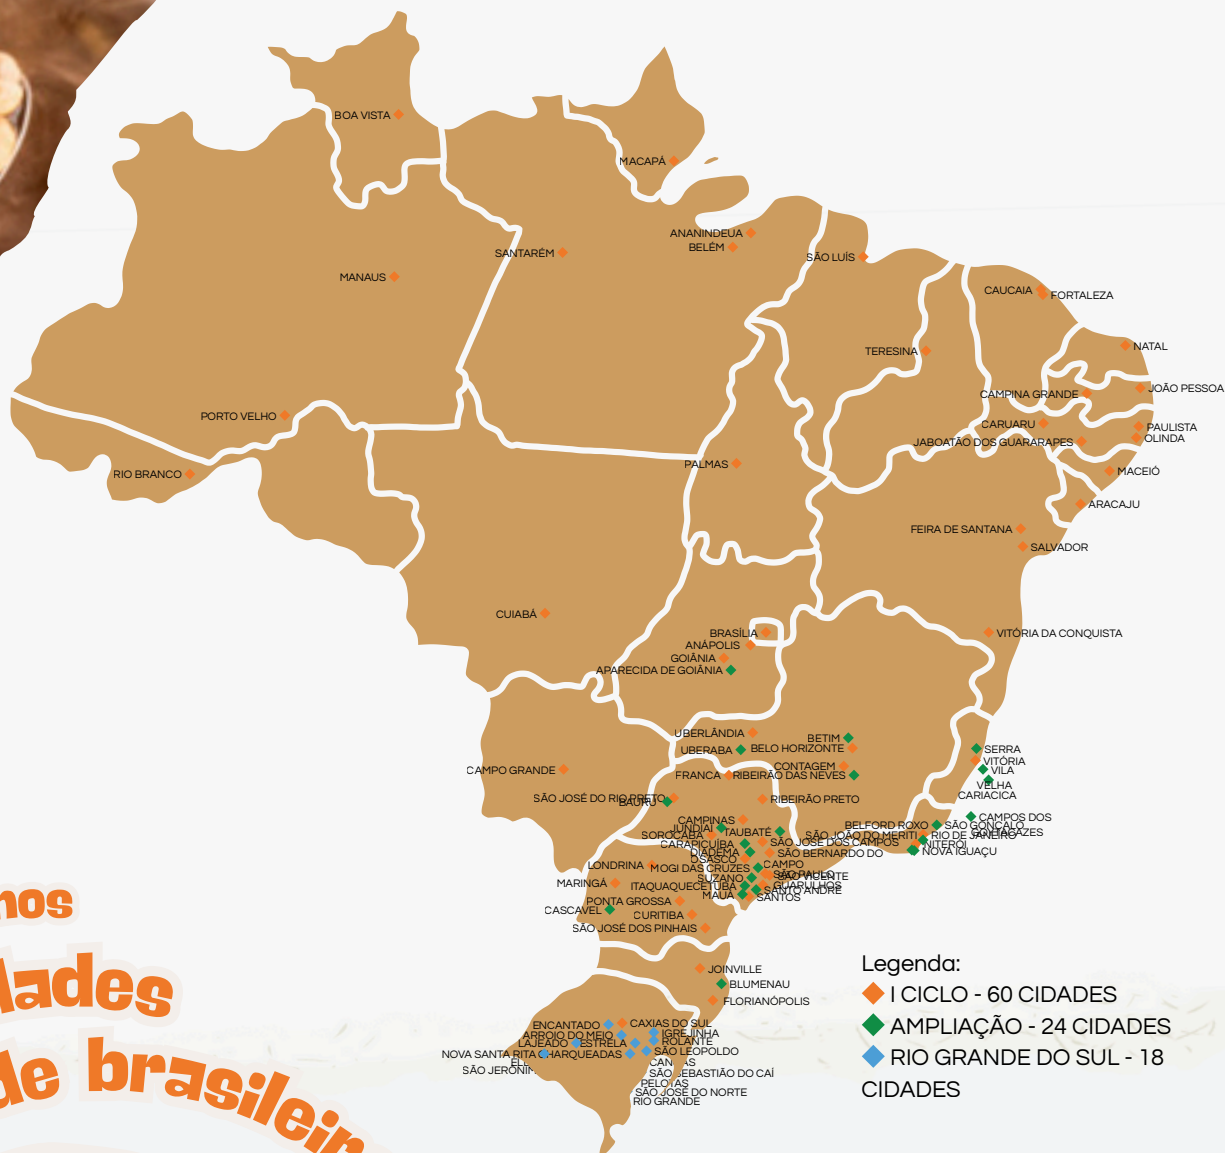 BOA VISTA
MACAPÁ
ANANINDEUA
BELÉM
SANTARÉM
SÃO LUÍS
MANAUS
CAUCAIA
FORTALEZA
NATAL
TERESINA
JOÃO PESSOA
CAMPINA GRANDE
PORTO VELHO
CARUARU
PAULISTA
OLINDA
JABOATÃO DOS GUARARAPES
PALMAS
MACEIÓ
RIO BRANCO
ARACAJU
FEIRA DE SANTANA
SALVADOR
CUIABÁ
BRASÍLIA
VITÓRIA DA CONQUISTA
ANÁPOLIS
GOIÂNIA
APARECIDA DE GOIÂNIA
UBERLÂNDIA
BETIM
UBERABA
BELO HORIZONTE
SERRA
VITÓRIA
CONTAGEM
CAMPO GRANDE
VILA
VELHA
FRANCA
RIBEIRÃO DAS NEVES
CARIACICA
SÃO JOSÉ DO RIO PRETO
BAURU
RIBEIRÃO PRETO
CAMPINAS
CAMPOS DOS
GOYTACAZES
JUNDIAÍ
TAUBATÉ
BELFORD ROXO
SÃO GONÇALO
SOROCABA
SÃO JOÃO DO MERITI
RIO DE JANEIRO
CARAPICUÍBA
SÃO JOSÉ DOS CAMPOS
NITERÓI
DIADEMA
SÃO BERNARDO DO
CAMPO
NOVA IGUAÇU
OSASCO
LONDRINA
MOGI DAS CRUZES
SÃO PAULO
SÃO VICENTE
SUZANO
MARINGÁ
ITAQUAQUECETUBA
GUARULHOS
SANTO ANDRÉ
MAUÁ
SANTOS
PONTA GROSSA
CASCAVEL
CURITIBA
SÃO JOSÉ DOS PINHAIS
JOINVILLE
BLUMENAU
FLORIANÓPOLIS
ENCANTADO
CAXIAS DO SUL
ARROIO DO MEIO
IGREJINHA
LAJEADO
ESTRELA
ROLANTE
NOVA SANTA RITA
CHARQUEADAS
SÃO LEOPOLDO
SÃO SEBASTIÃO DO CAÍ
PELOTAS
SÃO JOSÉ DO NORTE
RIO GRANDE
Legenda:
I CICLO - 60 CIDADES
AMPLIAÇÃO - 24 CIDADES
RIO GRANDE DO SUL - 18
CIDADES
nos
dades
de brasileir